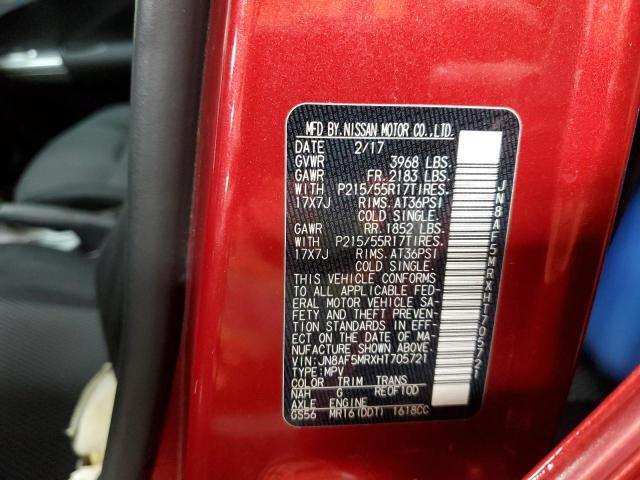 MFD BY.NISSAN MOTOR CO.,LTD.
DATE 2/17
GVWR 3968 LBS.
GAWR FR. 2183 LBS.
WITH P215/55R17TIRES.
17X7J RIMS.AT36PSI
COLD SINGLE.
GAWR RR. 1852 LBS.
WITH P215/55R17TIRES.
17X7J RIMS.AT36PSI
COLD SINGLE.
THIS VEHICLE CONFORMS
TO ALL APPLICABLE FED-
ERAL MOTOR VEHICLE SA-
FETY AND THEFT PREVEN-
TION STANDARDS IN EFF-
ECT ON THE DATE OF MA-
NUFACTURE SHOWN ABOVE.
VIN:JN8AF5MRXHT705721
TYPE:MPV
COLOR TRIM TRANS
NAH G RE0F10D
AXLE ENGINE
GS56 MR16(DDT) 1618CC
JN8AF5MRXHT705721